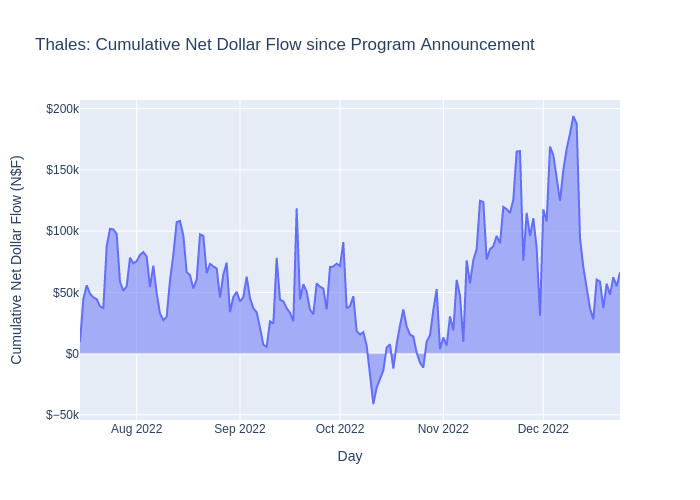 Thales: Cumulative Net Dollar Flow since Program Announcement
Cumulative Net Dollar Flow (N$F)
$200k
$150k
$100k
$50k
$0
$−50k
Aug 2022
Sep 2022
Oct 2022
Nov 2022
Dec 2022
Day